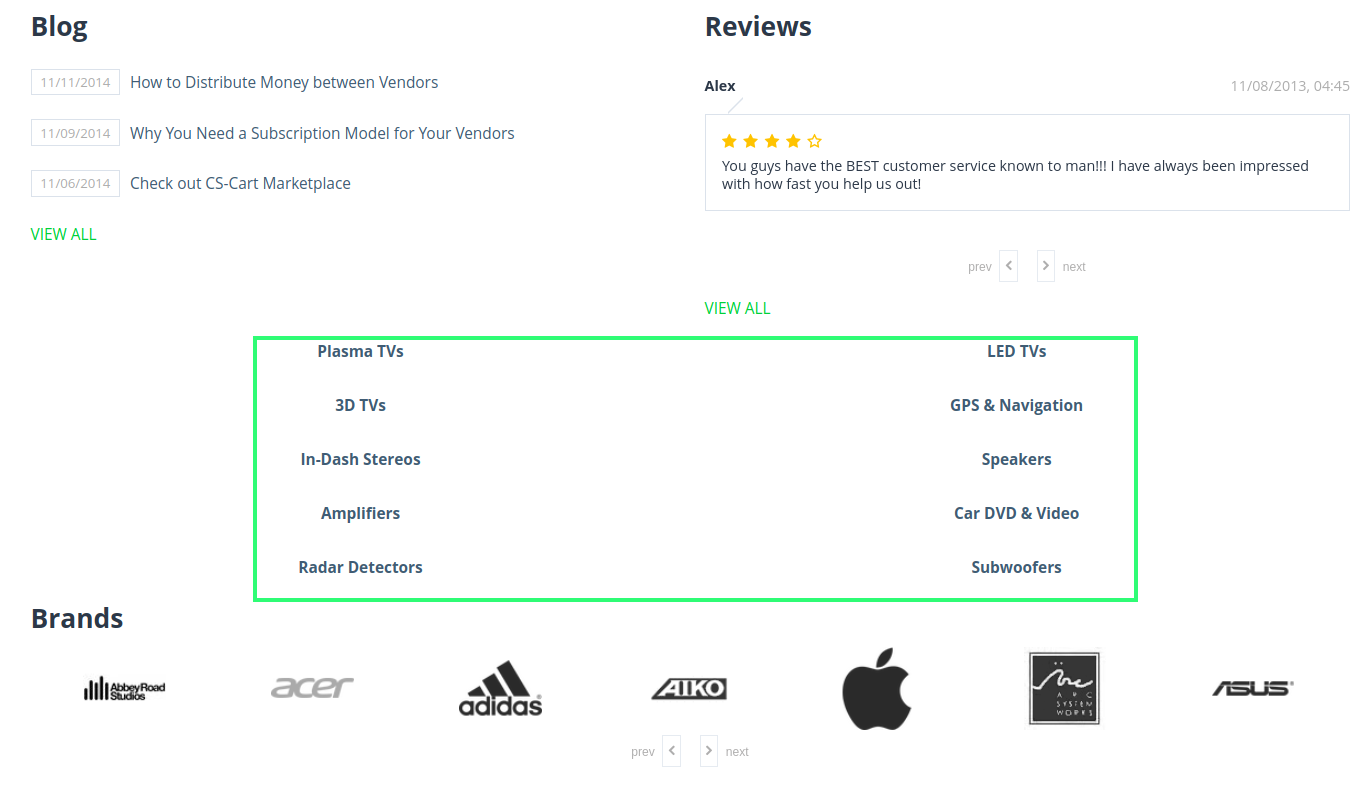 Blog
11/11/2014 How to Distribute Money between Vendors
11/09/2014 Why You Need a Subscription Model for Your Vendors
11/06/2014 Check out CS-Cart Marketplace
VIEW ALL
Reviews
Alex 11/08/2013, 04:45
You guys have the BEST customer service known to man!!! I have always been impressed
with how fast you help us out!
prev next
VIEW ALL
Plasma TVs LED TVs
3D TVs GPS & Navigation
In-Dash Stereos Speakers
Amplifiers Car DVD & Video
Radar Detectors Subwoofers
Brands
AbbeyRoad
Studios
acer
adidas
AIKO
ARC
SYSTEM
WORKS
ASUS
prev next